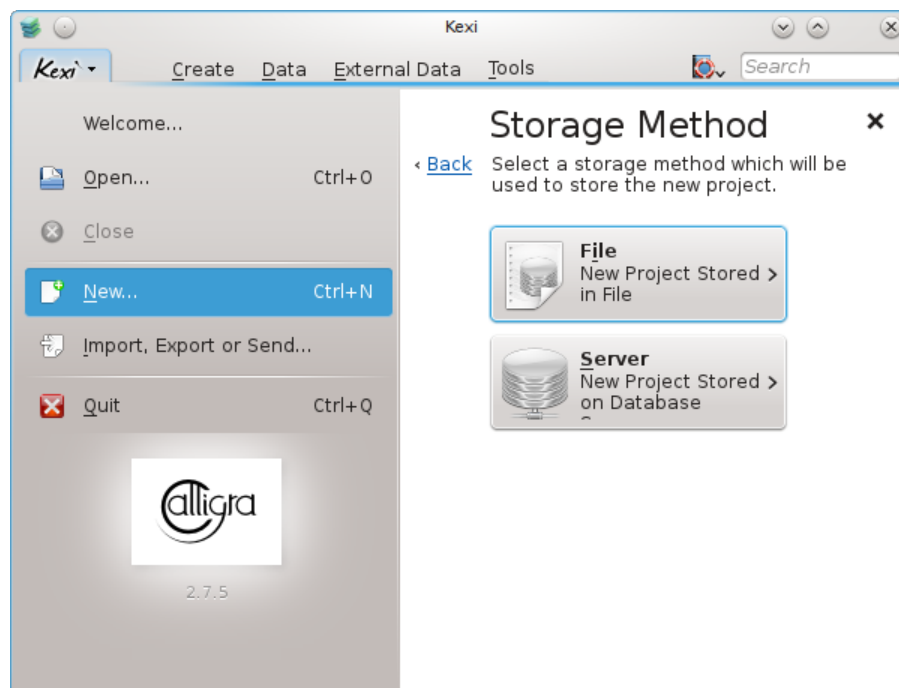 Kexi
Kexi Create Data External Data Tools Search
Welcome...
Open... Ctrl+O
Close
New... Ctrl+N
Import, Export or Send...
Quit Ctrl+Q
Calligra
2.7.5
Storage Method
‹ Back
Select a storage method which will be
used to store the new project.
File
New Project Stored
in File
Server
New Project Stored
on Database